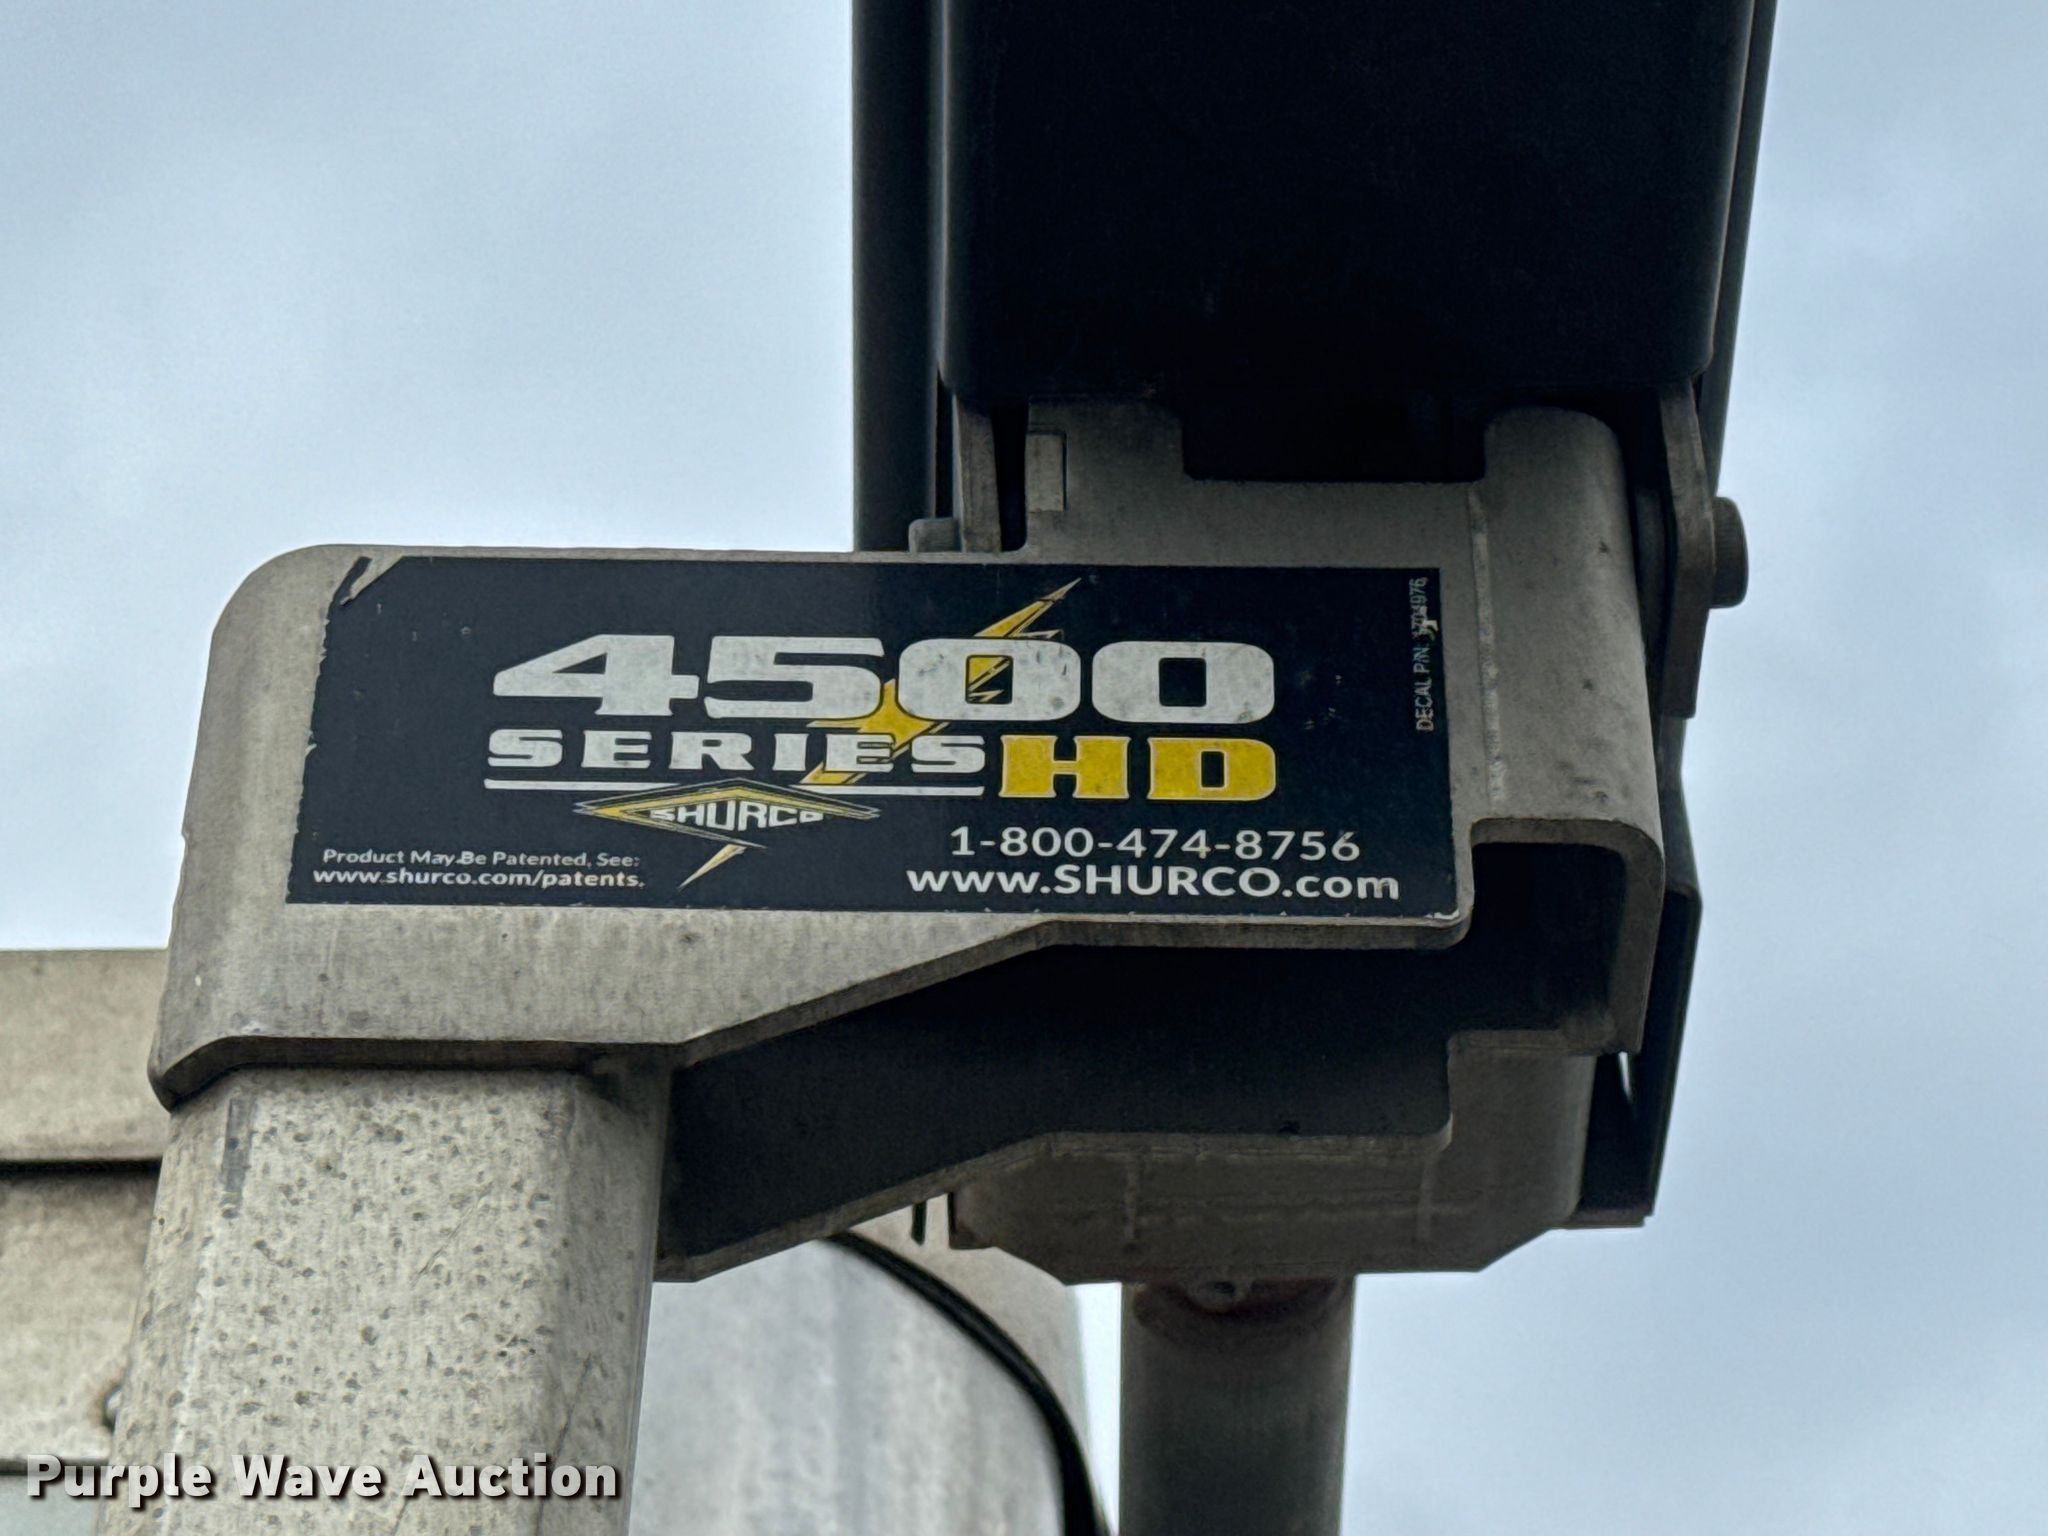 4500
SERIES HD
SHURCO
1-800-474-8756
www.SHURCO.com
Product May Be Patented, See:
www.shurco.com/patents.
DECAL P/N:
Purple Wave Auction